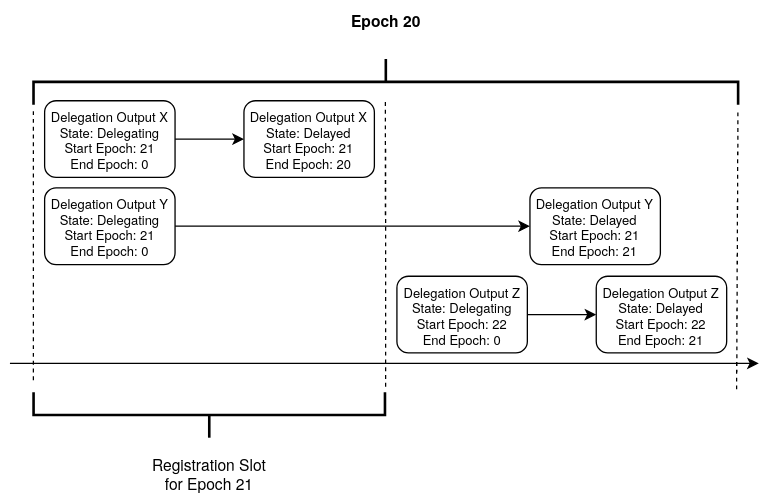 Epoch 20
Delegation Output X
State: Delegating
Start Epoch: 21
End Epoch: 0
Delegation Output X
State: Delayed
Start Epoch: 21
End Epoch: 20
Delegation Output Y
State: Delegating
Start Epoch: 21
End Epoch: 0
Delegation Output Y
State: Delayed
Start Epoch: 21
End Epoch: 21
Delegation Output Z
State: Delegating
Start Epoch: 22
End Epoch: 0
Delegation Output Z
State: Delayed
Start Epoch: 22
End Epoch: 21
Registration Slot
for Epoch 21